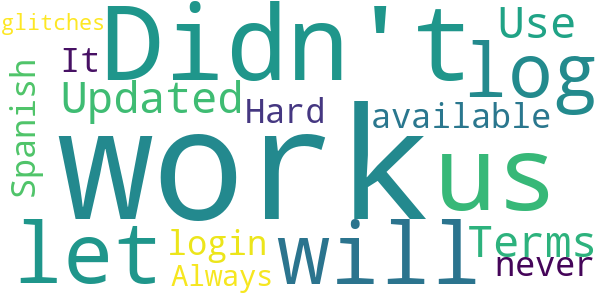 glitches
Didn't
Use
It
log
Spanish
Updated
Hard
available
work
us
let
will
login
Terms
Always
never